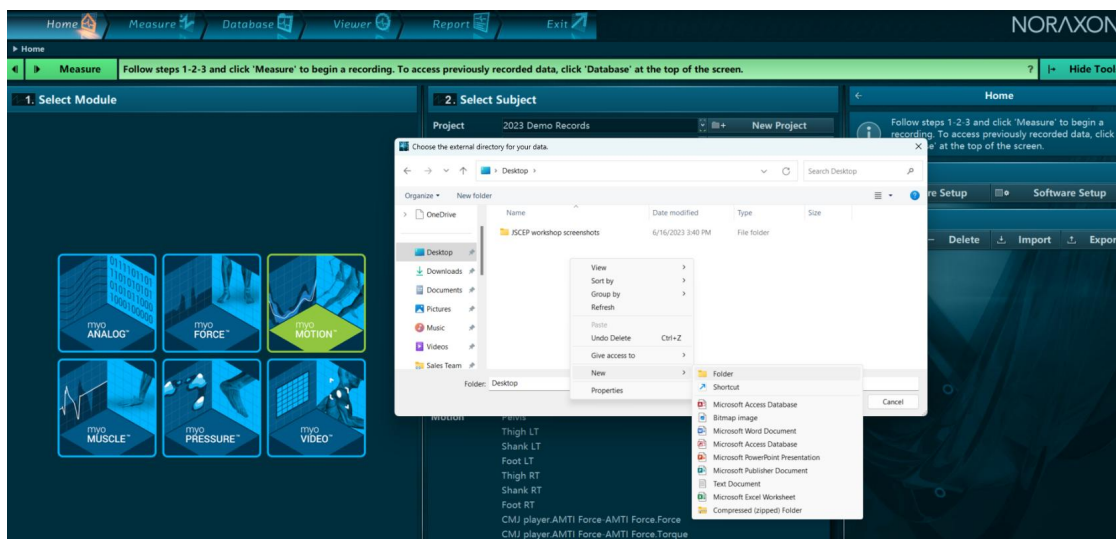 Home
Measure
Database
Viewer
Report
Exit
NORAXON
Home
Measure
Follow steps 1-2-3 and click 'Measure' to begin a recording. To access previously recorded data, click 'Database' at the top of the screen.
?
Hide Tool
1. Select Module
2. Select Subject
Home
Project
2023 Demo Records
New Project
Follow steps 1-2-3 and click 'Measure' to begin a
recording. To access previously recorded data, click
at the top of the screen.
Choose the external directory for your data.
Desktop
Search Desktop
Organize
New folder
Setup
Software Setup
Name
Date modified
Type
Size
OneDrive
JSCEP workshop screenshots
6/16/2023 3:40 PM
File folder
Delete
Import
Expor
Desktop
Downloads
Documents
Pictures
Music
Videos
Sales Team
View
Sort by
Group by
Refresh
Paste
Undo Delete
Ctrl+Z
Give access to
New
Properties
Folder
Shortcut
Microsoft Access Database
Bitmap image
Microsoft Word Document
Microsoft Access Database
Microsoft PowerPoint Presentation
Microsoft Publisher Document
Text Document
Microsoft Excel Worksheet
Compressed (zipped) Folder
Folder:
Desktop
Cancel
myo
ANALOG™
myo
FORCE™
myo
MOTION™
myo
MUSCLE™
myo
PRESSURE™
myo
VIDEO™
Motion
Pelvis
Thigh LT
Shank LT
Foot LT
Thigh RT
Shank RT
Foot RT
CMJ player.AMTI Force-AMTI Force.Force
CMJ player.AMTI Force-AMTI Force.Torque